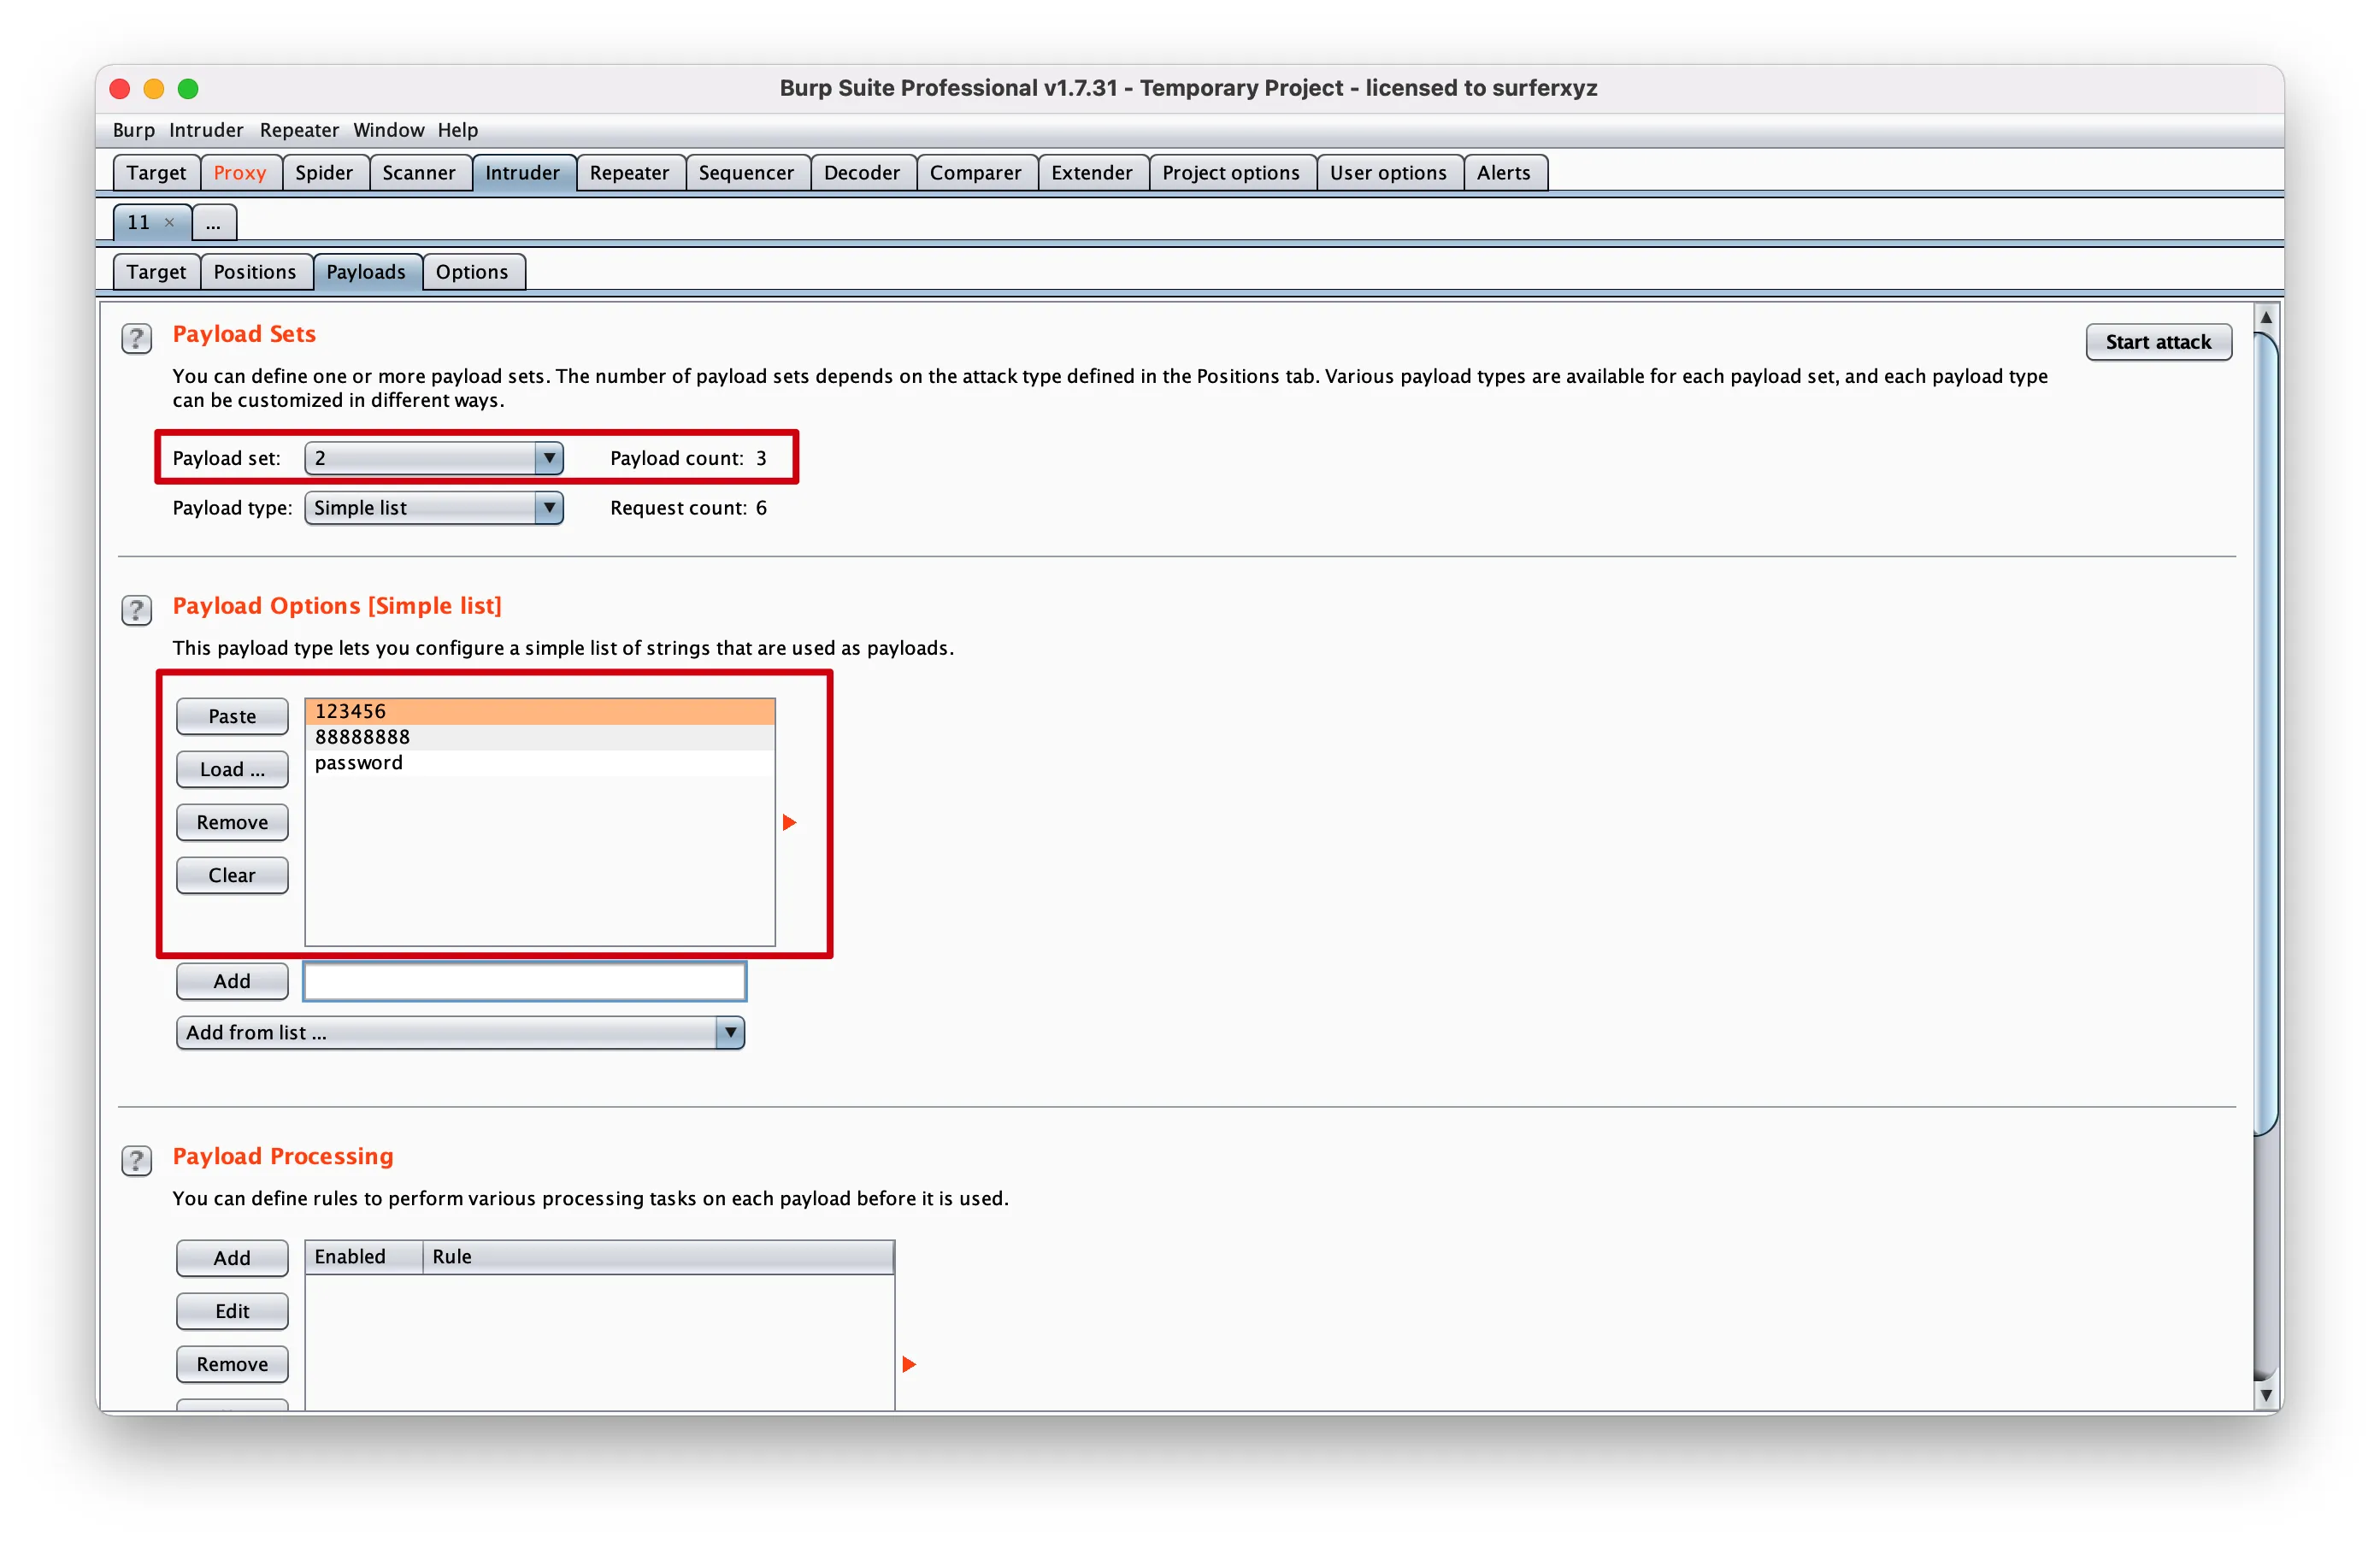 Burp Suite Professional v1.7.31 - Temporary Project - licensed to surferxyz
Burp Intruder Repeater Window Help
Target Proxy Spider Scanner Intruder Repeater Sequencer Decoder Comparer Extender Project options User options Alerts
11 × ...
Target Positions Payloads Options
? Payload Sets
Start attack
You can define one or more payload sets. The number of payload sets depends on the attack type defined in the Positions tab. Various payload types are available for each payload set, and each payload type
can be customized in different ways.
Payload set: 2 Payload count: 3
Payload type: Simple list Request count: 6
? Payload Options [Simple list]
This payload type lets you configure a simple list of strings that are used as payloads.
Paste
Load ...
Remove
Clear
123456
88888888
password
Add
Add from list ...
? Payload Processing
You can define rules to perform various processing tasks on each payload before it is used.
Add
Edit
Remove
Enabled Rule